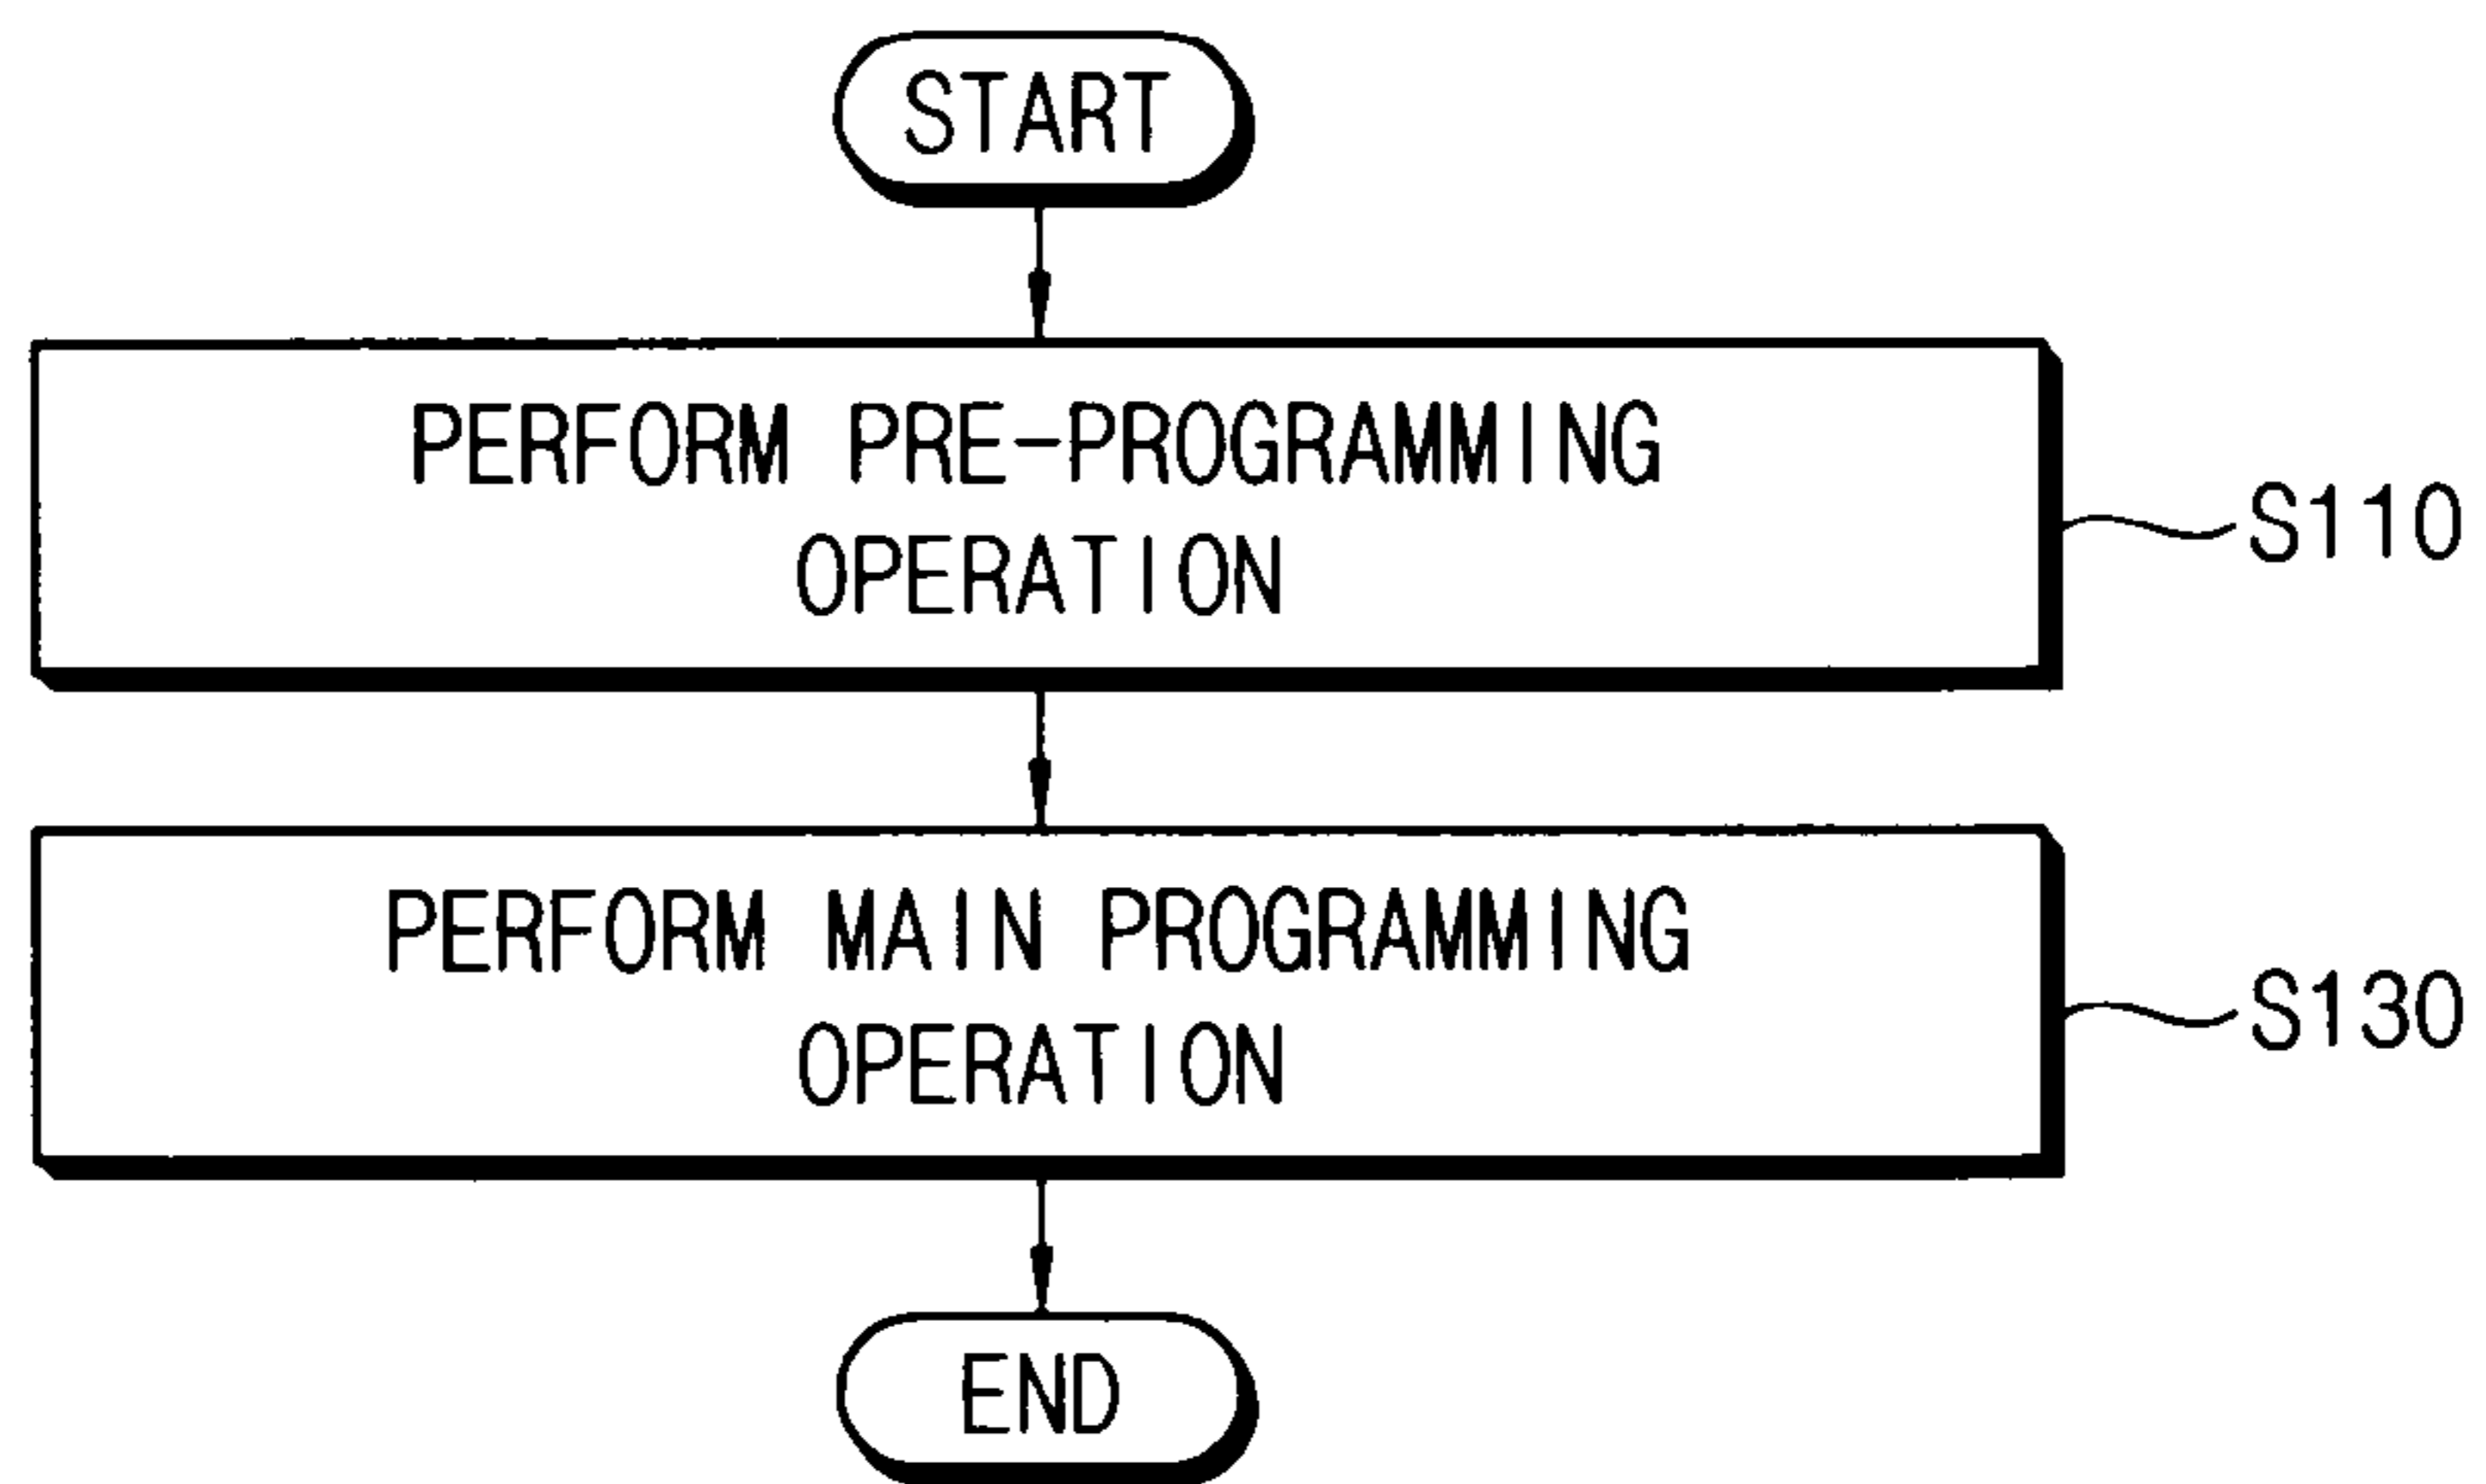 START
PERFORM PRE-PROGRAMMING
OPERATION
S110
PERFORM MAIN PROGRAMMING
OPERATION
S130
END